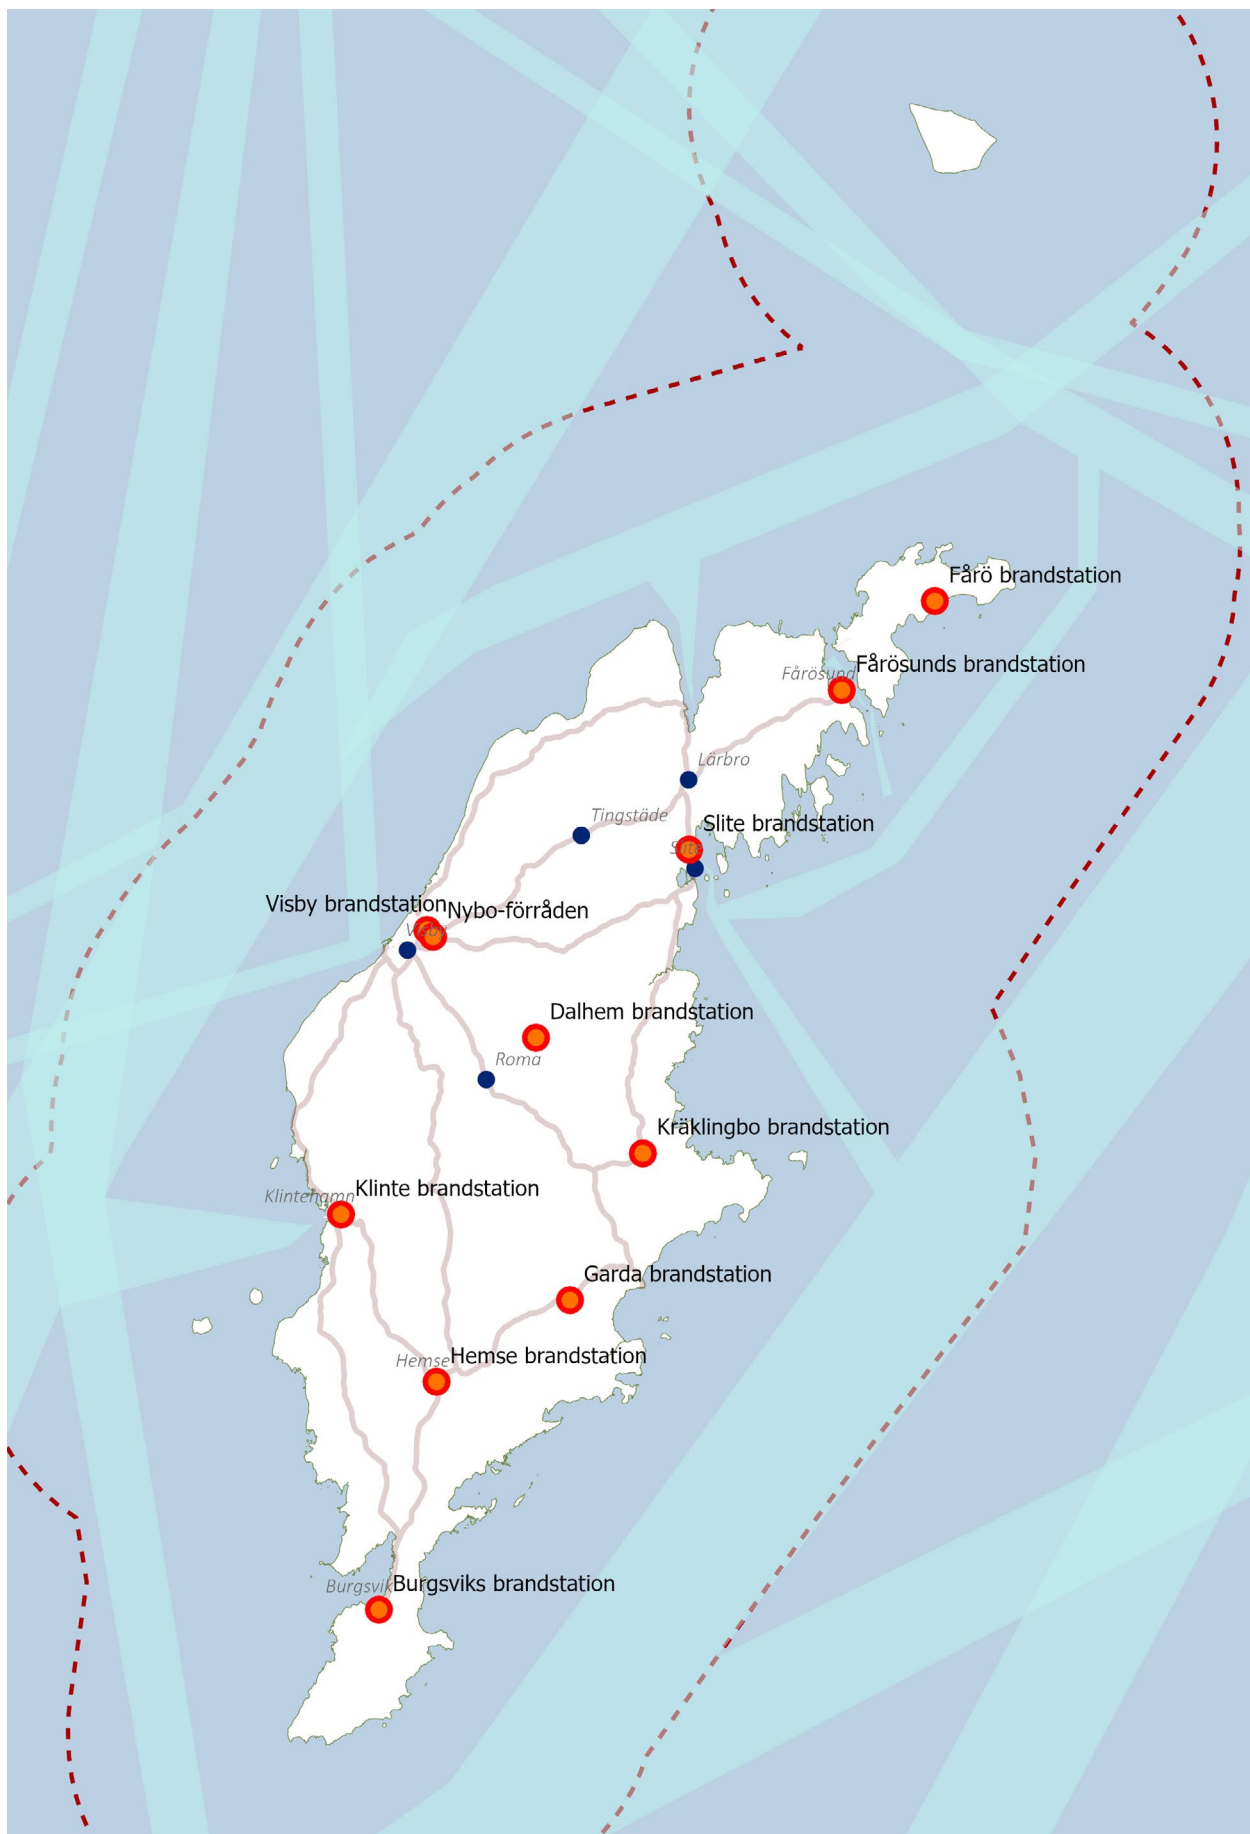 Fårö brandstation
Fårösunds brandstation
Fårösund
Lärbro
Tingstäde
Slite brandstation
Slite
Visby brandstation
Nybo-förråden
Visby
Dalhem brandstation
Roma
Kräklingbo brandstation
Klinte brandstation
Klintehamn
Garda brandstation
Hemse brandstation
Hemse
Burgsviks brandstation
Burgsvik